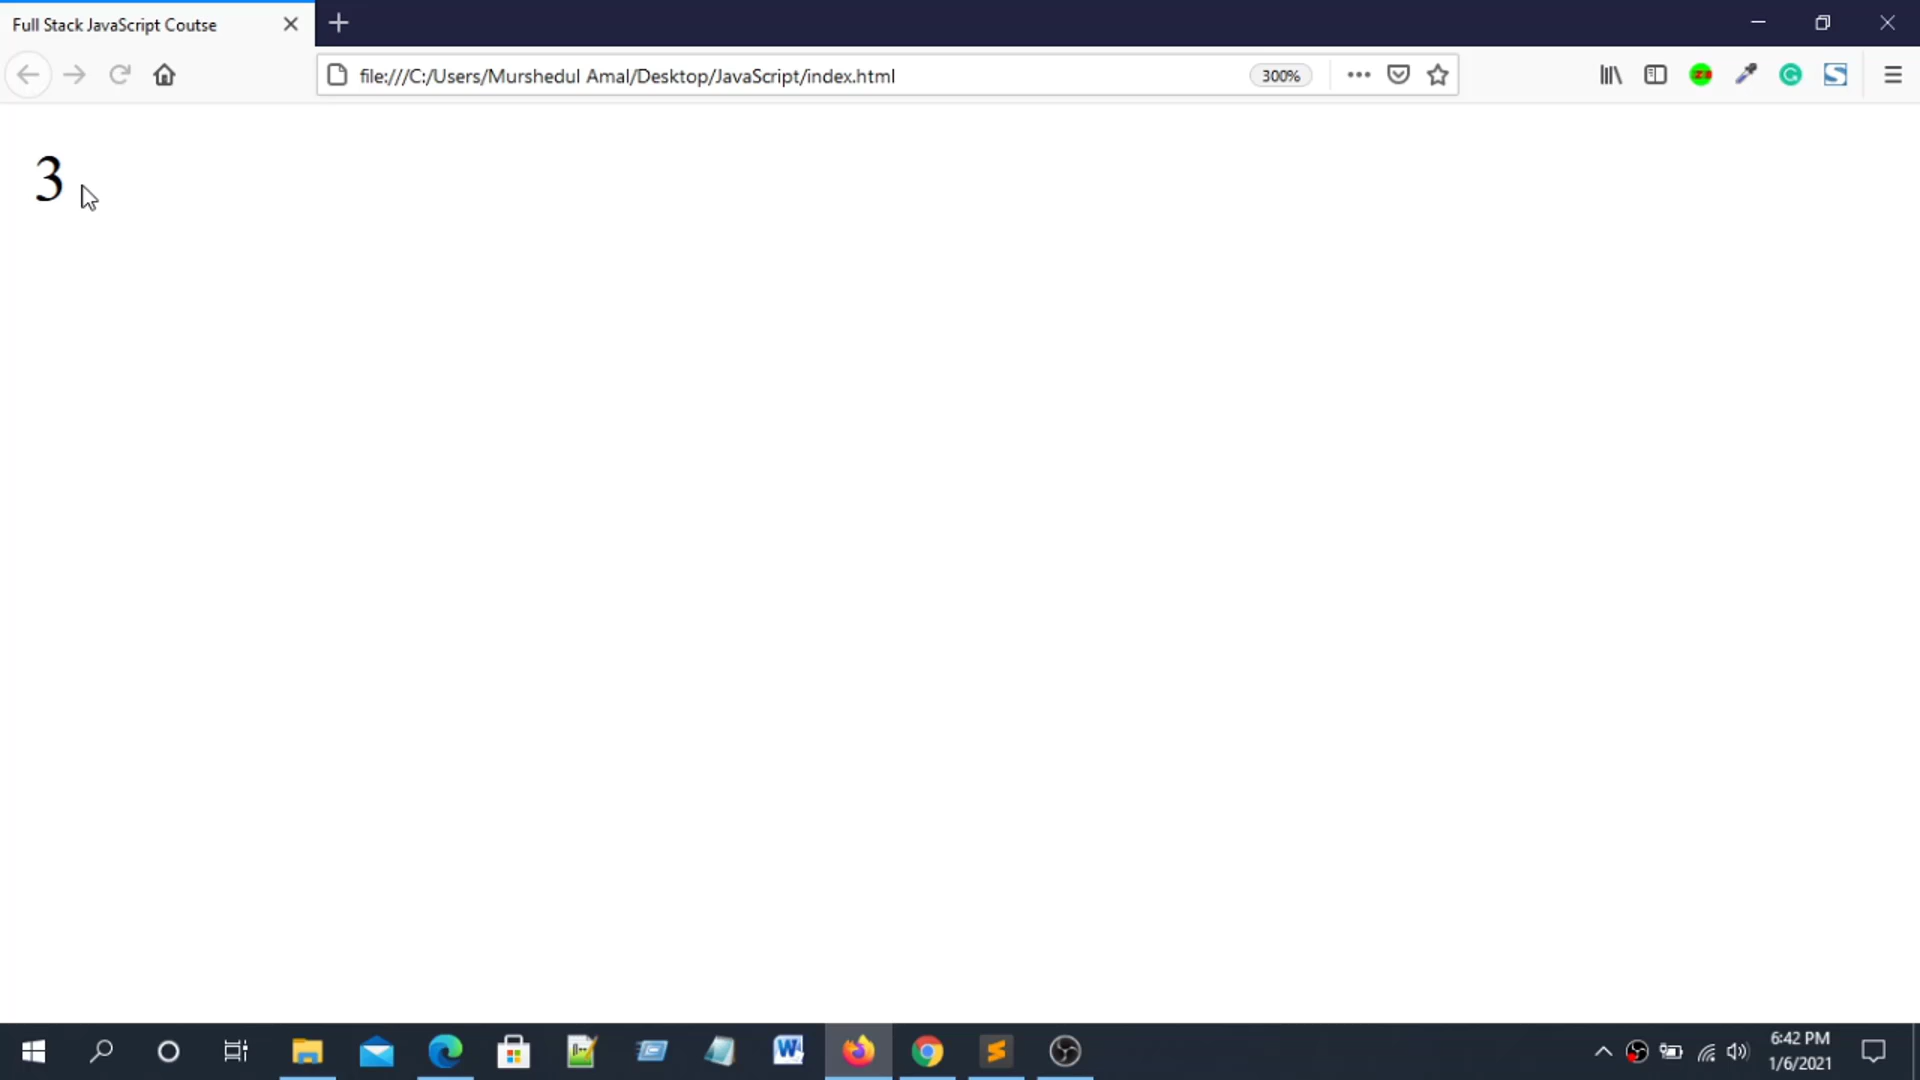 Full Stack JavaScript Coutse
file:///C:/Users/Murshedul Amal/Desktop/JavaScript/index.html
300%
3
6:42 PM
1/6/2021